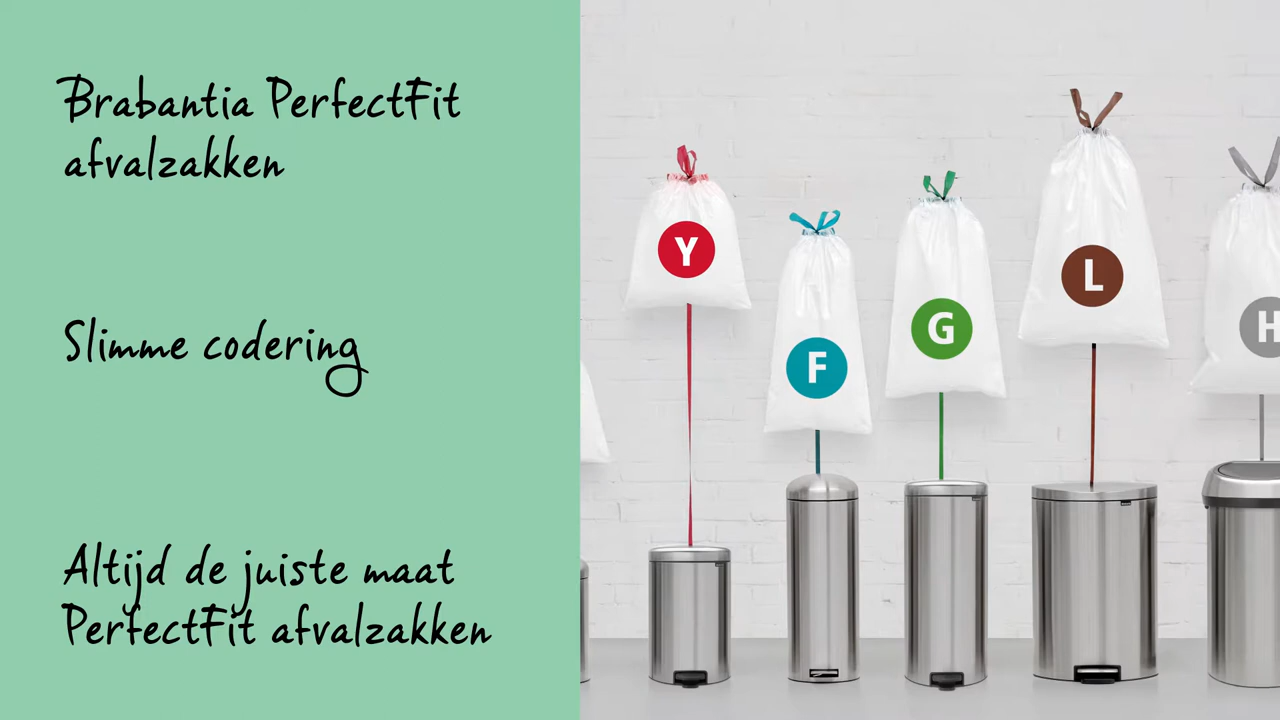 Brabantia PerfectFit
afvalzakken
Slimme codering
Altijd de juiste maat
PerfectFit afvalzakken
Y
F
G
L
H